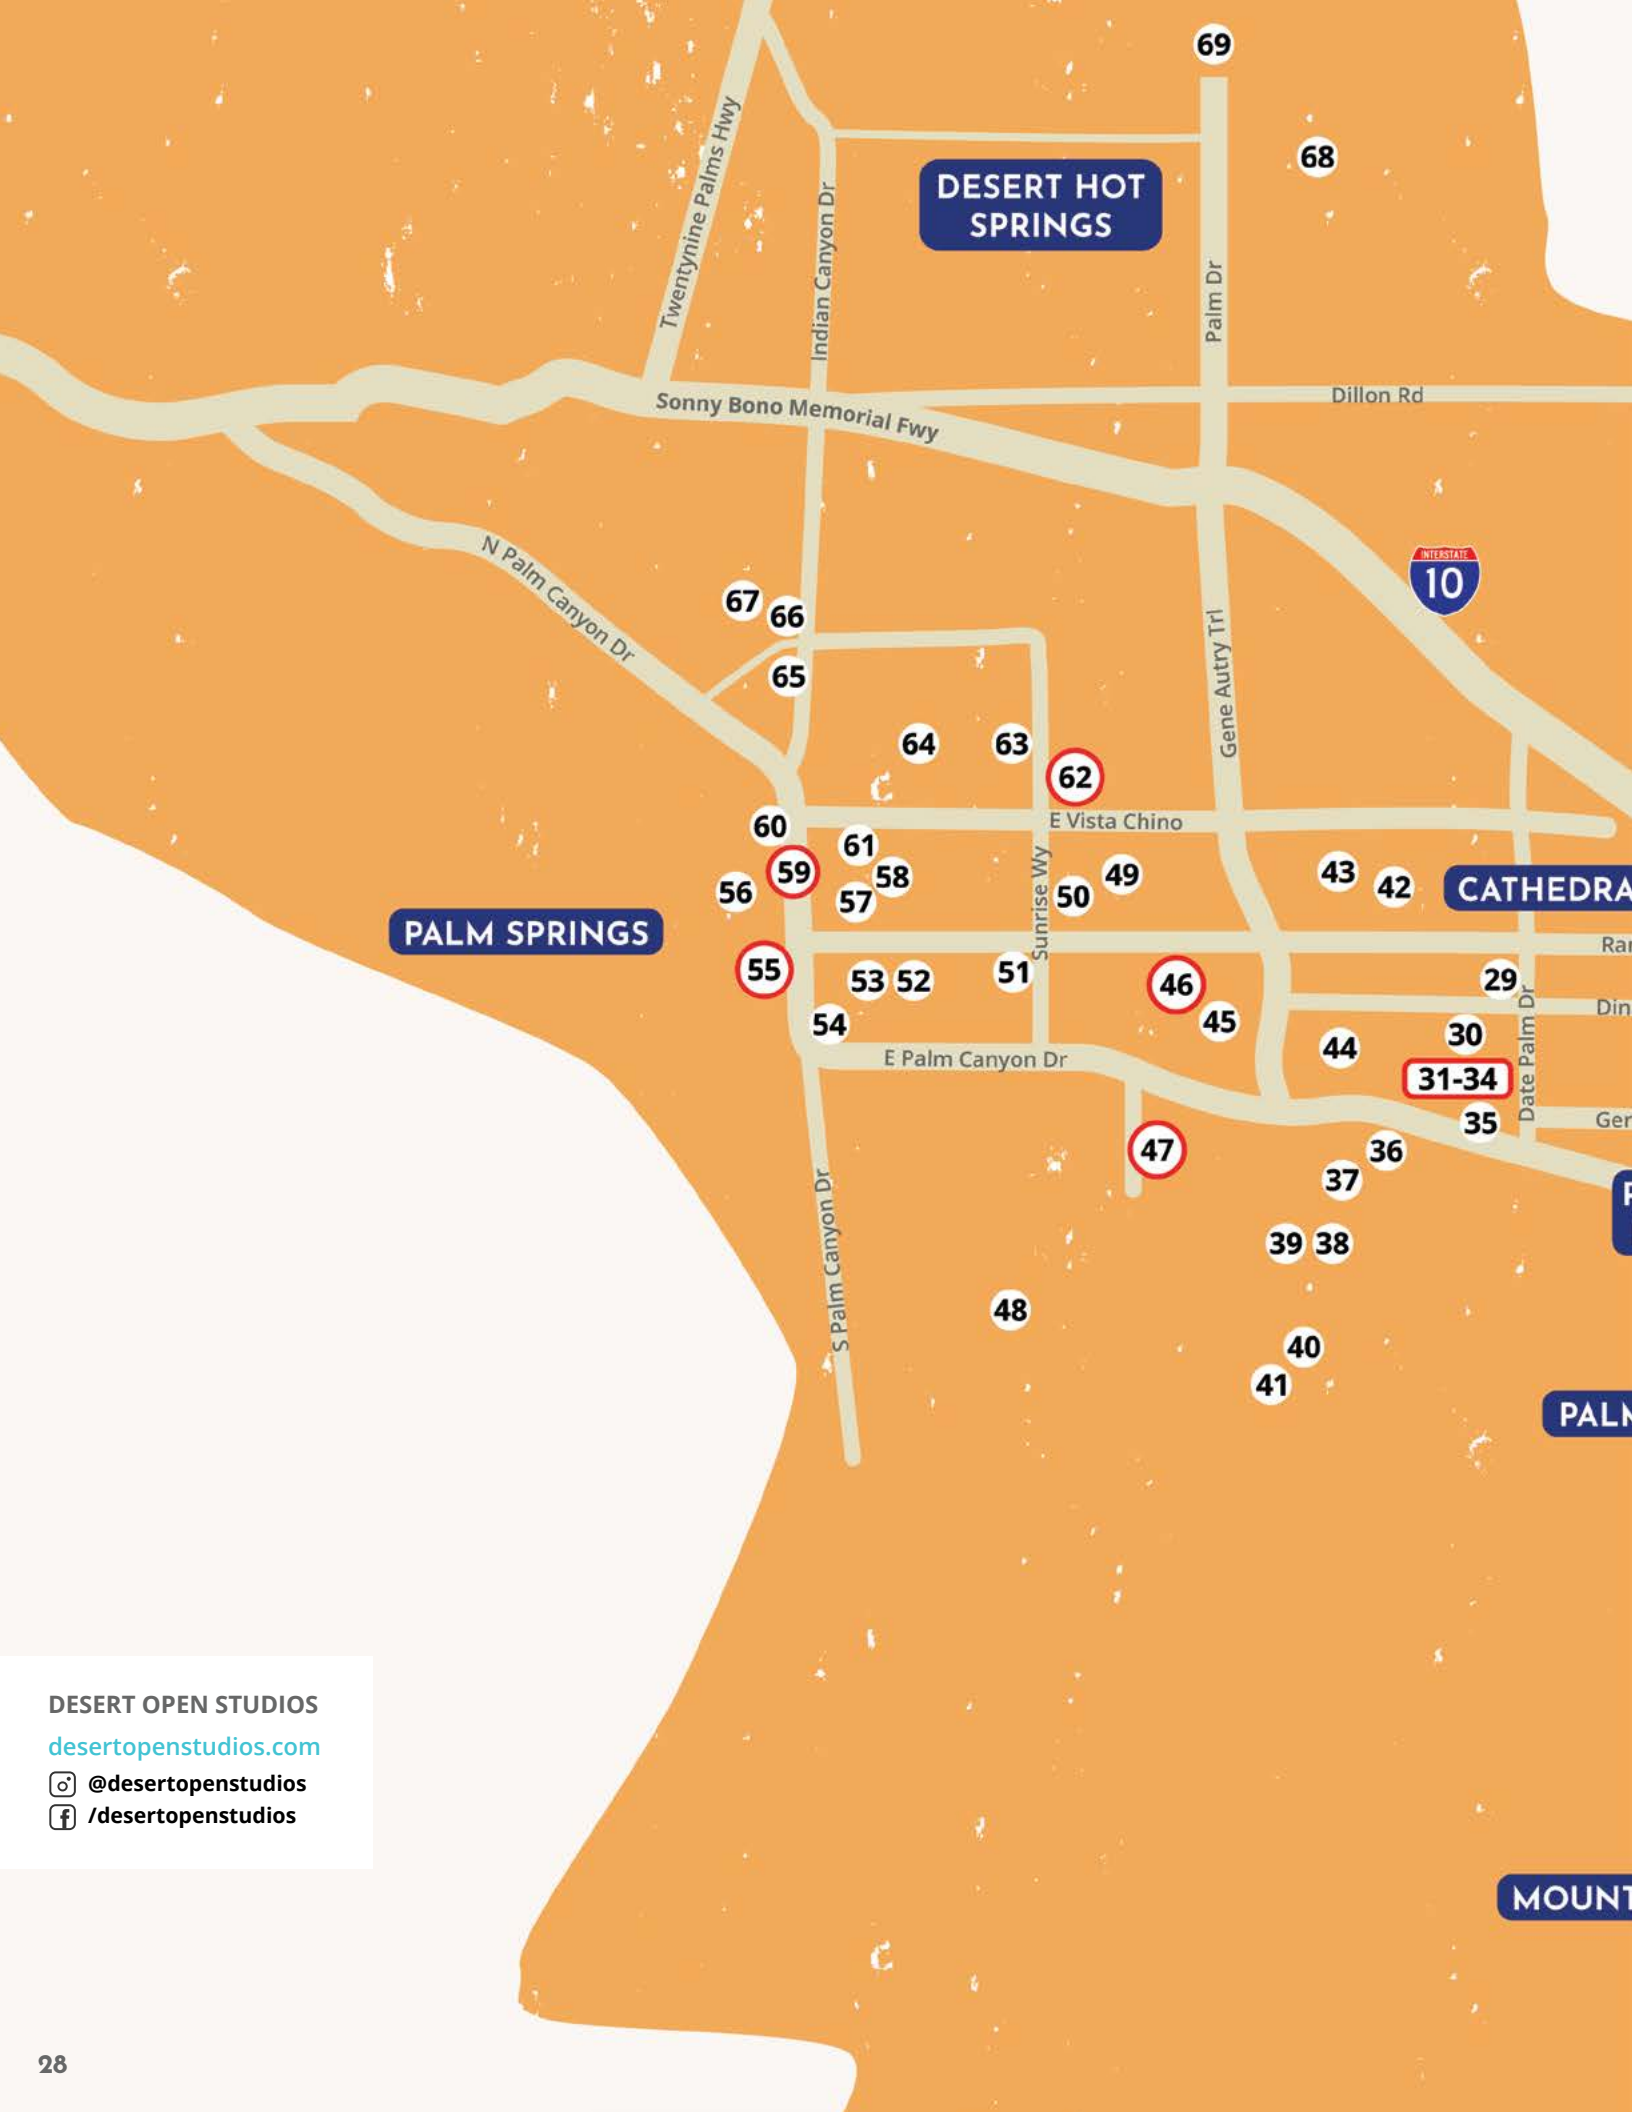 69
68
DESERT HOT
SPRINGS
Twentynine Palms Hwy
Indian Canyon Dr
Palm Dr
Dillon Rd
Sonny Bono Memorial Fwy
N Palm Canyon Dr
INTERSTATE
10
67
66
65
Gene Autry Trl
64
63
62
E Vista Chino
60
61
59
58
56
57
Sunrise Wy
50
49
43
42
CATHEDRA
PALM SPRINGS
Ran
55
53
52
51
46
45
29
Din
54
E Palm Canyon Dr
44
30
31-34
Date Palm Dr
35
Ger
47
36
37
39
38
S Palm Canyon Dr
48
40
41
PALM
MOUNT
DESERT OPEN STUDIOS
desertopenstudios.com
@desertopenstudios
/desertopenstudios
28